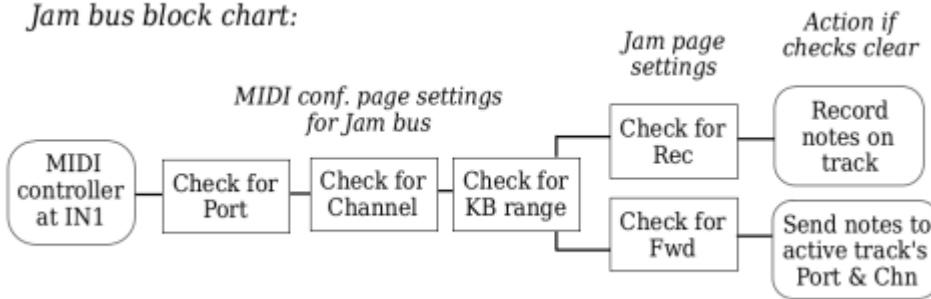 Jam bus block chart:
Action if
checks clear
Jam page
settings
MIDI conf. page settings
for Jam bus
MIDI
controller
at IN1
Check for
Port
Check for
Channel
Check for
KB range
Check for
Rec
Record
notes on
track
Check for
Fwd
Send notes to
active track's
Port & Chn